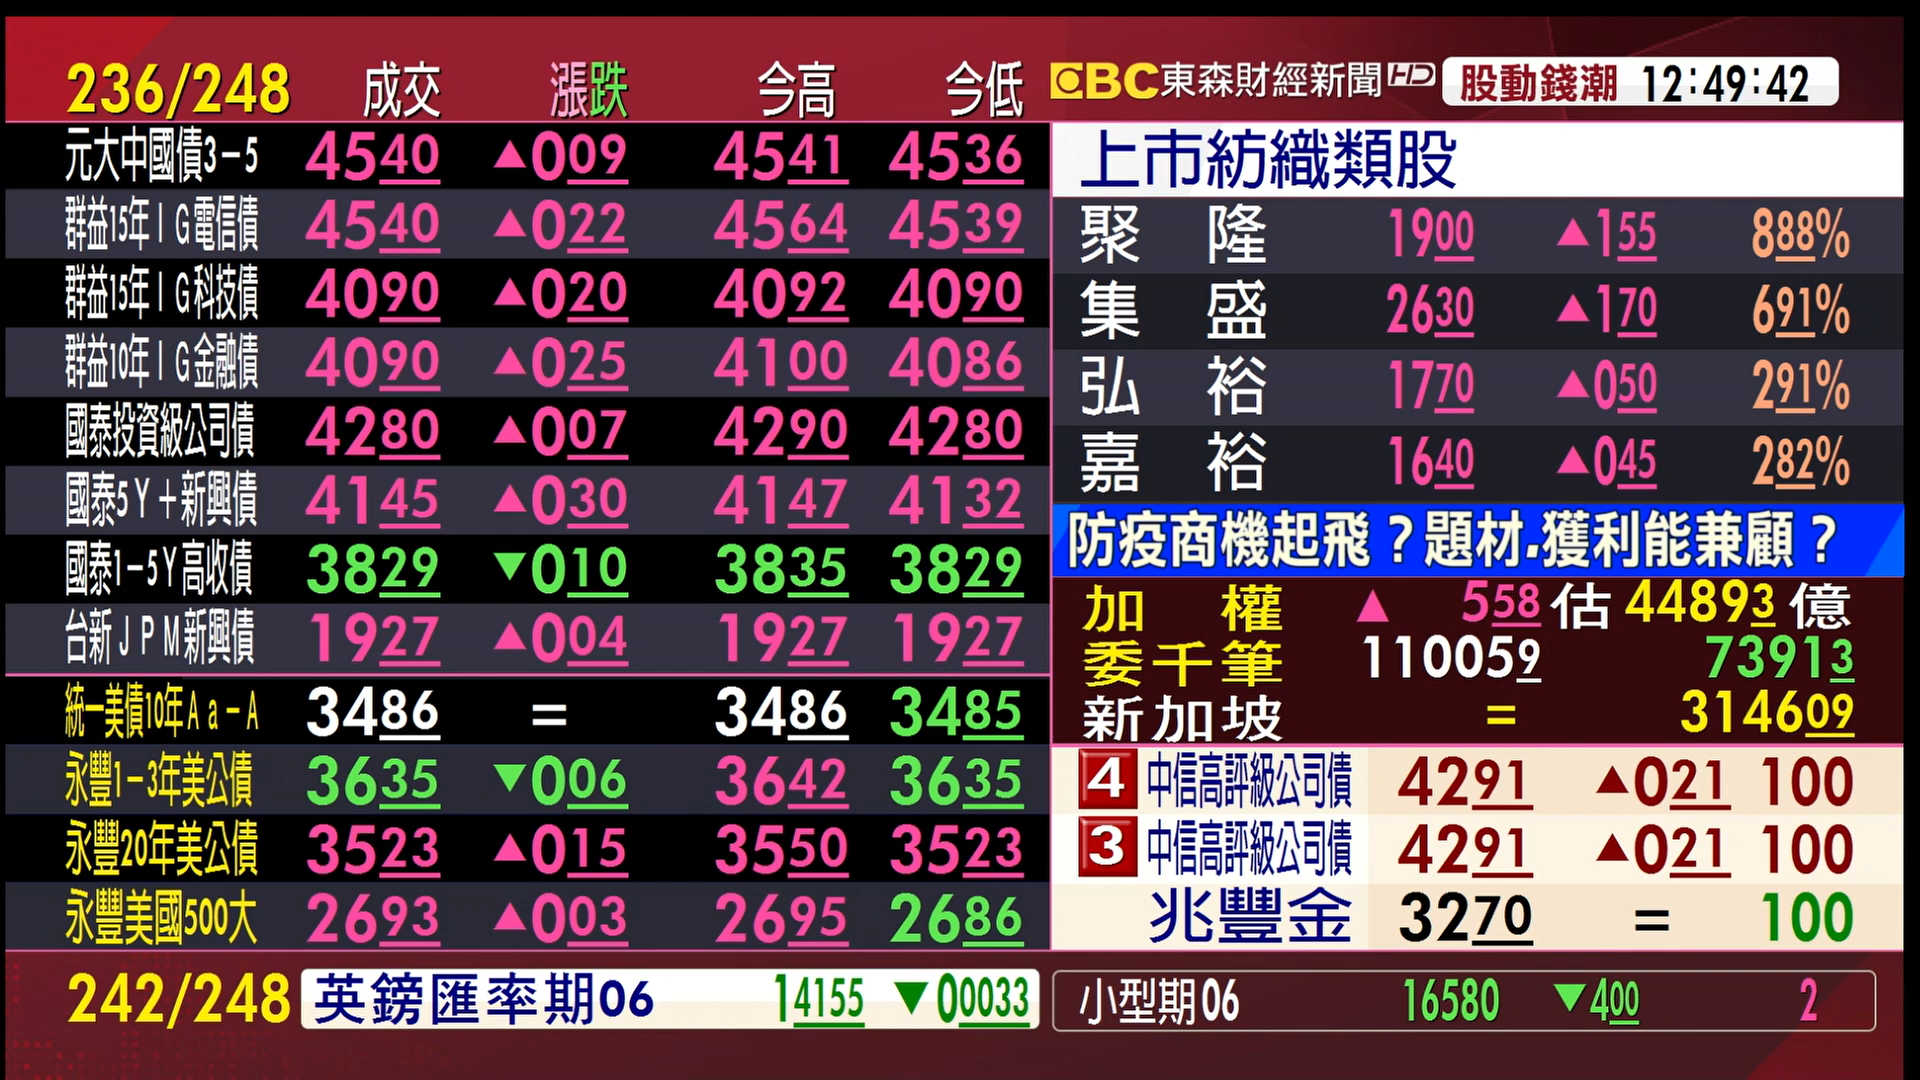 236/248 成交 漲跌 今高 今低
元大中國債3-5 4540 ▲009 4541 4536
群益15年IG電信債 4540 ▲022 4564 4539
群益15年IG科技債 4090 ▲020 4092 4090
群益10年IG金融債 4090 ▲025 4100 4086
國泰投資級公司債 4280 ▲007 4290 4280
國泰5Y+新興債 4145 ▲030 4147 4132
國泰1-5Y高收債 3829 ▼010 3835 3829
台新JPM新興債 1927 ▲004 1927 1927
統一美債10年Aa-A 3486 = 3486 3485
永豐1-3年美公債 3635 ▼006 3642 3635
永豐20年美公債 3523 ▲015 3550 3523
永豐美國500大 2693 ▲003 2695 2686
242/248 英鎊匯率期06 14155 ▼00033
EBC東森財經新聞HD 股動錢潮 12:49:42
上市紡織類股
聚隆 1900 ▲155 888%
集盛 2630 ▲170 691%
弘裕 1770 ▲050 291%
嘉裕 1640 ▲045 282%
防疫商機起飛？題材.獲利能兼顧？
加權 ▲ 558 估 44893 億
委千筆 110059 73913
新加坡 = 314609
4 中信高評級公司債 4291 ▲021 100
3 中信高評級公司債 4291 ▲021 100
兆豐金 3270 = 100
小型期06 16580 ▼400 2